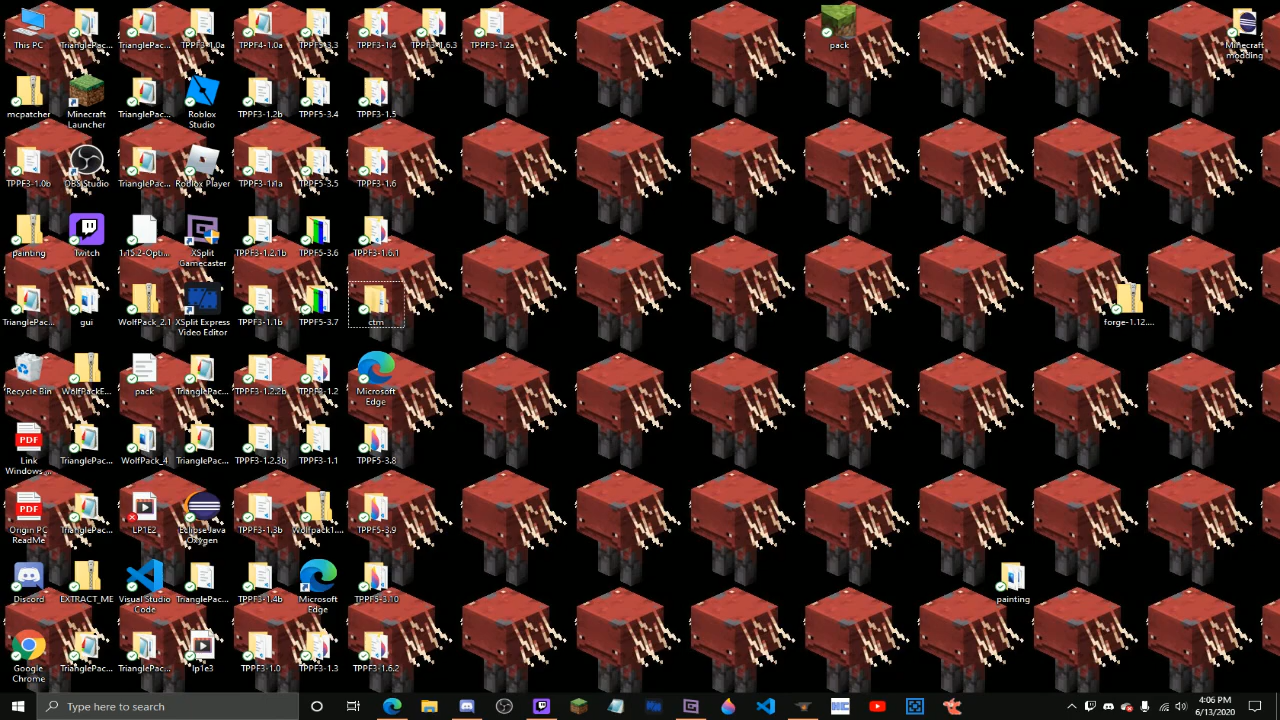 This PC
TrianglePac...
TrianglePac...
TPPF3-1.0a
TPPF4-1.0a
TPPF5-3.3
TPPF3-1.4
TPPF3-1.6.3
TPPF3-1.2a
pack
Minecraft
modding
mcpatcher
Minecraft
Launcher
TrianglePac...
Roblox
Studio
TPPF3-1.2b
TPPF5-3.4
TPPF3-1.5
TPPF3-1.0b
OBS Studio
TrianglePac...
Roblox Player
TPPF3-1.1a
TPPF5-3.5
TPPF3-1.6
painting
Twitch
1.15.2-Opti...
XSplit
Gamecaster
TPPF3-1.2.1b
TPPF5-3.6
TPPF3-1.6.1
TrianglePac...
gui
WolfPack_2.1
XSplit Express
Video Editor
TPPF3-1.1b
TPPF5-3.7
ctm
forge-1.12....
Recycle Bin
WolfPackE...
pack
TrianglePac...
TPPF3-1.2.2b
TPPF3-1.2
Microsoft
Edge
PDF
Link
Windows_...
TrianglePac...
WolfPack_4
TrianglePac...
TPPF3-1.2.3b
TPPF3-1.1
TPPF5-3.8
PDF
Origin PC
ReadMe
TrianglePac...
LP1E2
Eclipse Java
Oxygen
TPPF3-1.3b
Wolfpack1....
TPPF5-3.9
Discord
EXTRACT_ME
Visual Studio
Code
TrianglePac...
TPPF3-1.4b
Microsoft
Edge
TPPF5-3.10
painting
Google
Chrome
TrianglePac...
TrianglePac...
lp1e3
TPPF3-1.0
TPPF3-1.3
TPPF3-1.6.2
Type here to search
4:06 PM
6/13/2020